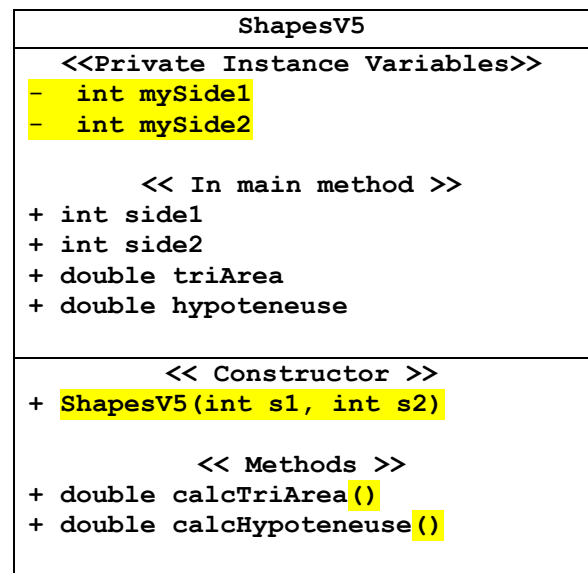 ShapesV5
<<Private Instance Variables>>
- int mySide1
- int mySide2
<< In main method >>
+ int side1
+ int side2
+ double triArea
+ double hypoteneuse
<< Constructor >>
+ ShapesV5(int s1, int s2)
<< Methods >>
+ double calcTriArea()
+ double calcHypoteneuse()